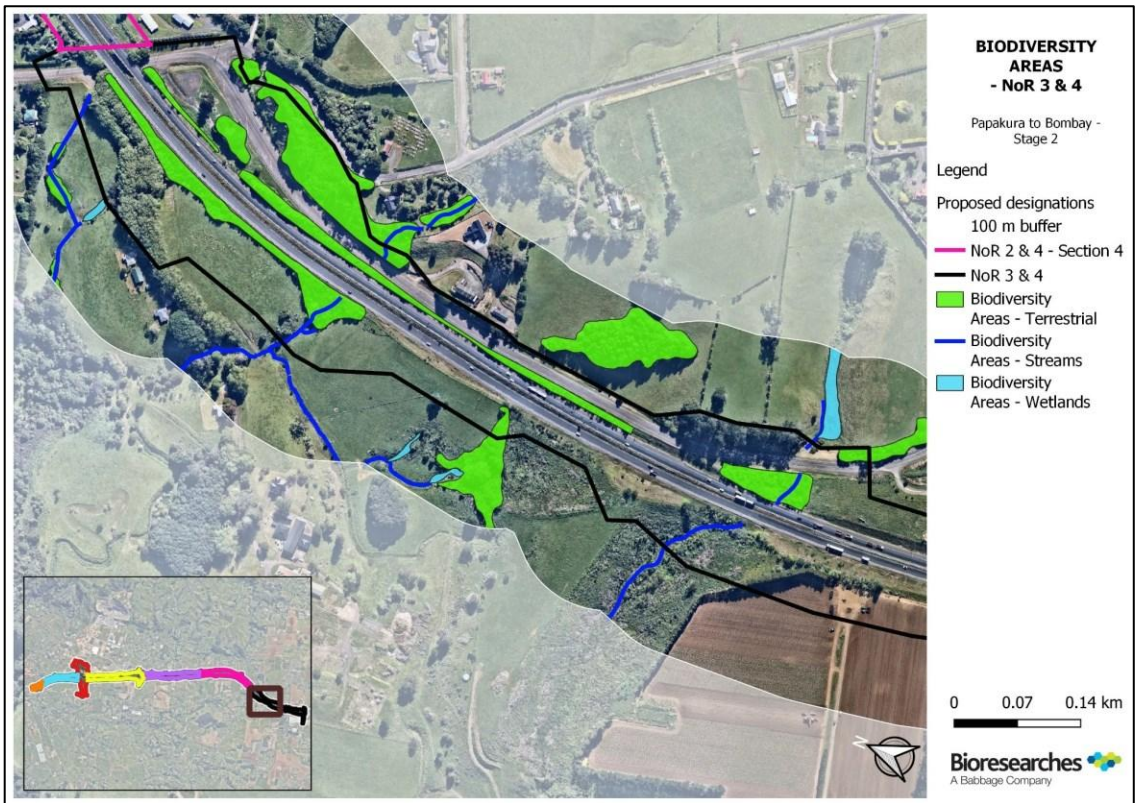 BIODIVERSITY
AREAS
- NoR 3 & 4
Papakura to Bombay -
Stage 2
Legend
Proposed designations
100 m buffer
NoR 2 & 4 - Section 4
NoR 3 & 4
Biodiversity
Areas - Terrestrial
Biodiversity
Areas - Streams
Biodiversity
Areas - Wetlands
0 0.07 0.14 km
N
Bioresearches
A Babbage Company